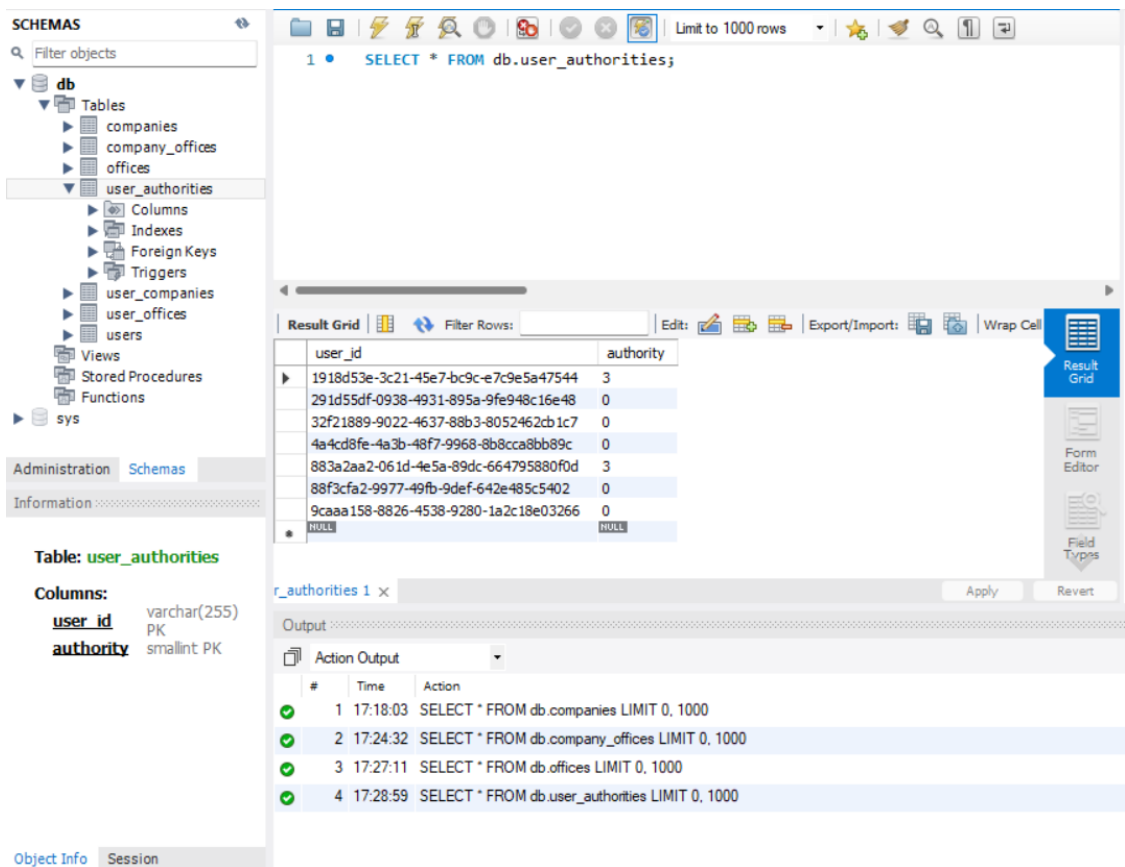 SCHEMAS
Filter objects
db
Tables
companies
company_offices
offices
user_authorities
Columns
Indexes
Foreign Keys
Triggers
user_companies
user_offices
users
Views
Stored Procedures
Functions
sys
Administration Schemas
Information
Table: user_authorities
Columns:
user_id varchar(255) PK
authority smallint PK
Object Info Session
Limit to 1000 rows
1 SELECT * FROM db.user_authorities;
Result Grid Filter Rows: Edit: Export/Import: Wrap Cell
user_id authority
1918d53e-3c21-45e7-bc9c-e7c9e5a47544 3
291d55df-0938-4931-895a-9fe948c16e48 0
32f21889-9022-4637-88b3-8052462cb1c7 0
4a4cd8fe-4a3b-48f7-9968-8b8cca8bb89c 0
883a2aa2-061d-4e5a-89dc-664795880f0d 3
88f3cfa2-9977-49fb-9def-642e485c5402 0
9caaa158-8826-4538-9280-1a2c18e03266 0
NULL NULL
Result
Grid
Form
Editor
Field
Types
r_authorities 1 Apply Revert
Output
Action Output
# Time Action
1 17:18:03 SELECT * FROM db.companies LIMIT 0, 1000
2 17:24:32 SELECT * FROM db.company_offices LIMIT 0, 1000
3 17:27:11 SELECT * FROM db.offices LIMIT 0, 1000
4 17:28:59 SELECT * FROM db.user_authorities LIMIT 0, 1000